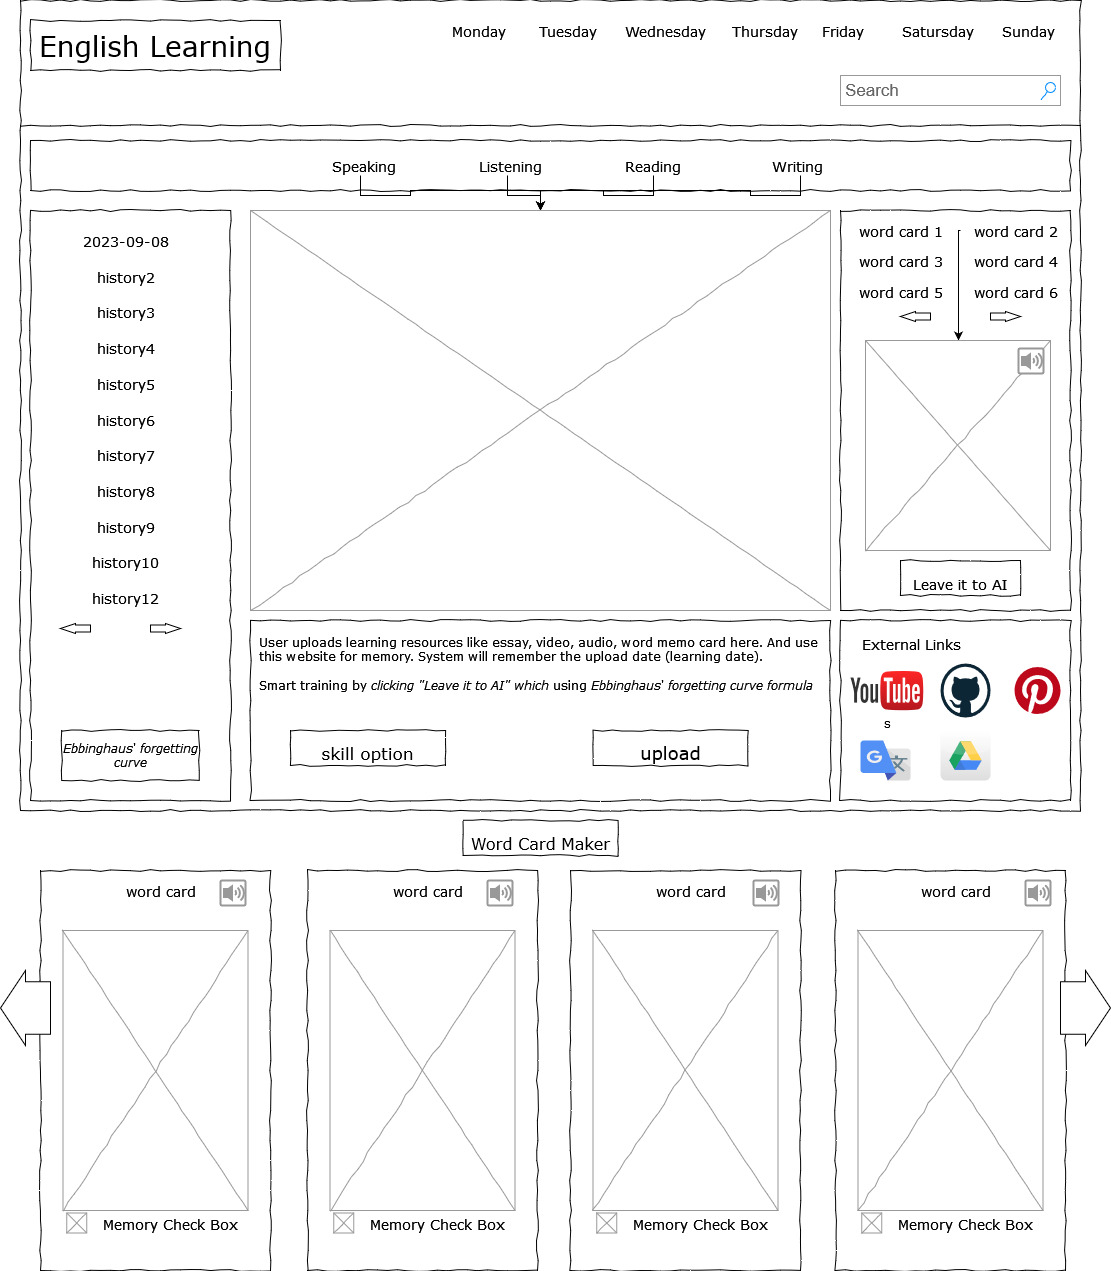 English Learning
Monday Tuesday Wednesday Thursday Friday Satursday Sunday
Search
Speaking Listening Reading Writing
2023-09-08
history2
history3
history4
history5
history6
history7
history8
history9
history10
history12
Ebbinghaus' forgetting
curve
User uploads learning resources like essay, video, audio, word memo card here. And use
this website for memory. System will remember the upload date (learning date).
Smart training by clicking "Leave it to AI" which using Ebbinghaus' forgetting curve formula
skill option
upload
word card 1 word card 2
word card 3 word card 4
word card 5 word card 6
Leave it to AI
External Links
YouTube
s
G 文
Word Card Maker
word card word card word card word card
Memory Check Box Memory Check Box Memory Check Box Memory Check Box